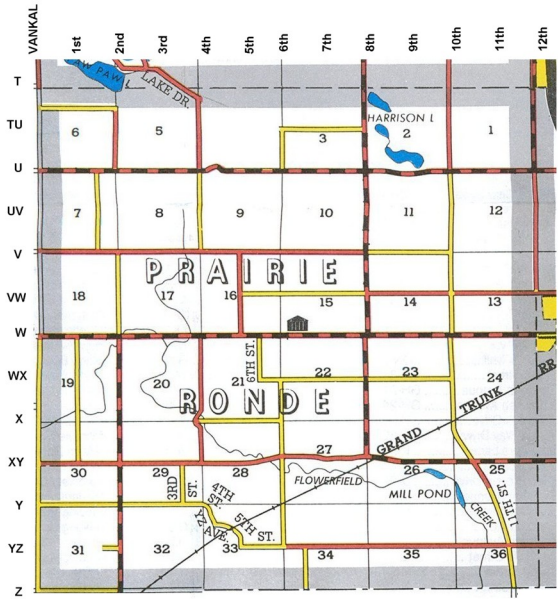 VANKAL 1st 2nd 3rd 4th 5th 6th 7th 8th 9th 10th 11th 12th
T
AW PAW L
LAKE DR.
HARRISON L
TU
6 5 3 2 1
U
UV
7 8 9 10 11 12
V
PRAIRIE
VW
18 17 16 15 14 13
W
6TH ST.
WX
19 20 21 22 23 24
RONDE
TRUNK
RR
X
GRAND
27
XY
30 29 28 26 25
3RD ST.
FLOWERFIELD
MILL POND
CREEK
11TH ST.
4TH ST.
Y
YZ AVE.
5TH ST.
YZ
31 32 33 34 35 36
Z